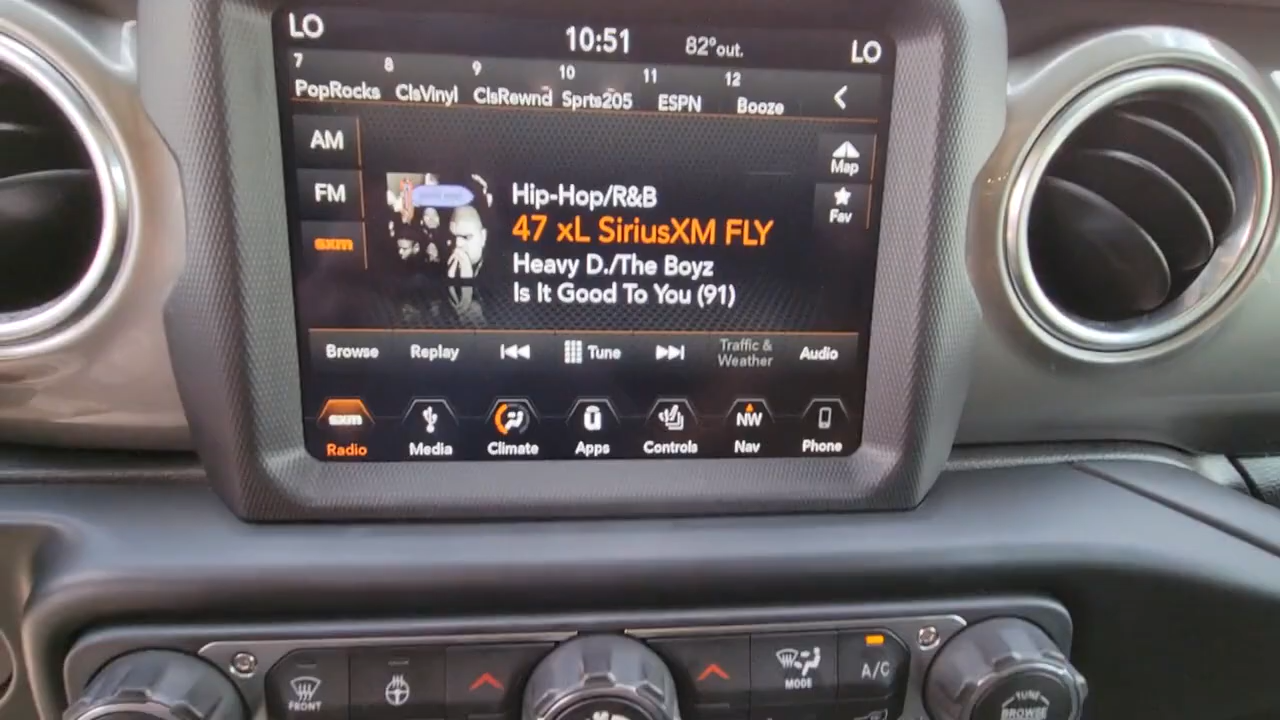 LO 10:51 82°out. LO
7 8 9 10 11 12
PopRocks ClsVinyl ClsRewnd Sprts205 ESPN Booze
AM
FM
sxm
Map
Fav
Hip-Hop/R&B
47 xL SiriusXM FLY
Heavy D./The Boyz
Is It Good To You (91)
Browse Replay Tune Traffic & Weather Audio
sxm NW
Radio Media Climate Apps Controls Nav Phone
FRONT MODE A/C
TUNE
BROWSE